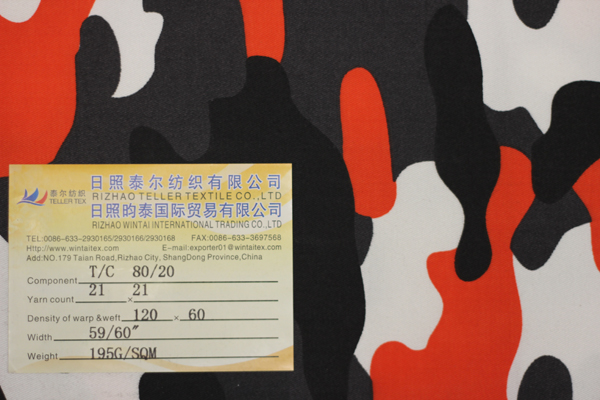 泰尔纺织
TELLER TEX
日照泰尔纺织有限公司
RIZHAO TELLER TEXTILE CO.,LTD
日照昀泰国际贸易有限公司
RIZHAO WINTAI INTERNATIONAL TRADING CO.,LTD
TEL:0086-633-2930165/2930166/2930168 FAX:0086-633-3697568
Http://www.wintaitex.com E-mail:exporter01@wintaitex.com
Add:NO.179 Taian Road,Rizhao City, ShangDong Province,China
Component T/C 80/20
Yarn count 21 × 21
Density of warp &weft 120 × 60
Width 59/60"
Weight 195G/SQM